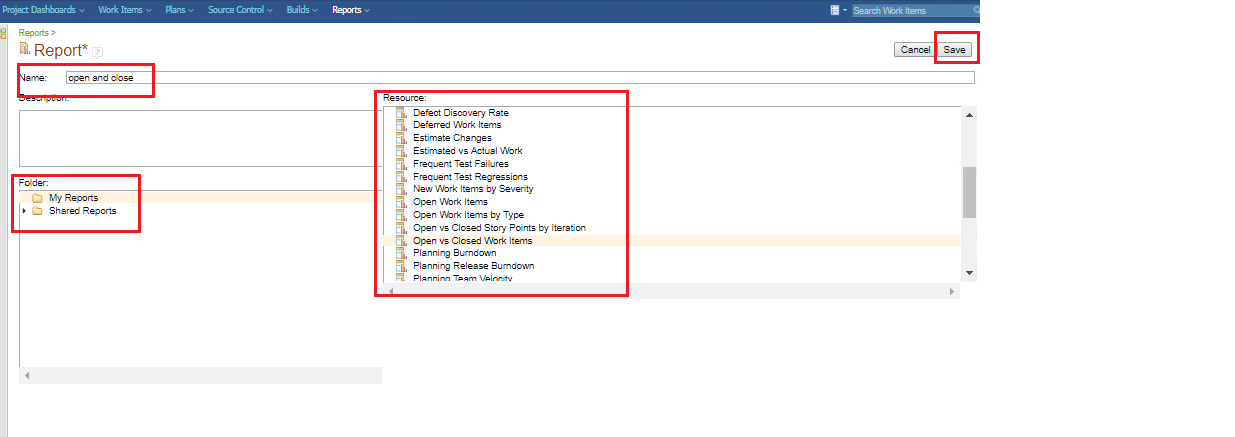 Project Dashboards Work Items Plans Source Control Builds Reports Search Work Items
Reports >
Report* ?
Cancel Save
Name: open and close
Description:
Resource:
Defect Discovery Rate
Deferred Work Items
Estimate Changes
Estimated vs Actual Work
Frequent Test Failures
Frequent Test Regressions
New Work Items by Severity
Open Work Items
Open Work Items by Type
Open vs Closed Story Points by Iteration
Open vs Closed Work Items
Planning Burndown
Planning Release Burndown
Planning Team Velocity
Folder:
My Reports
Shared Reports